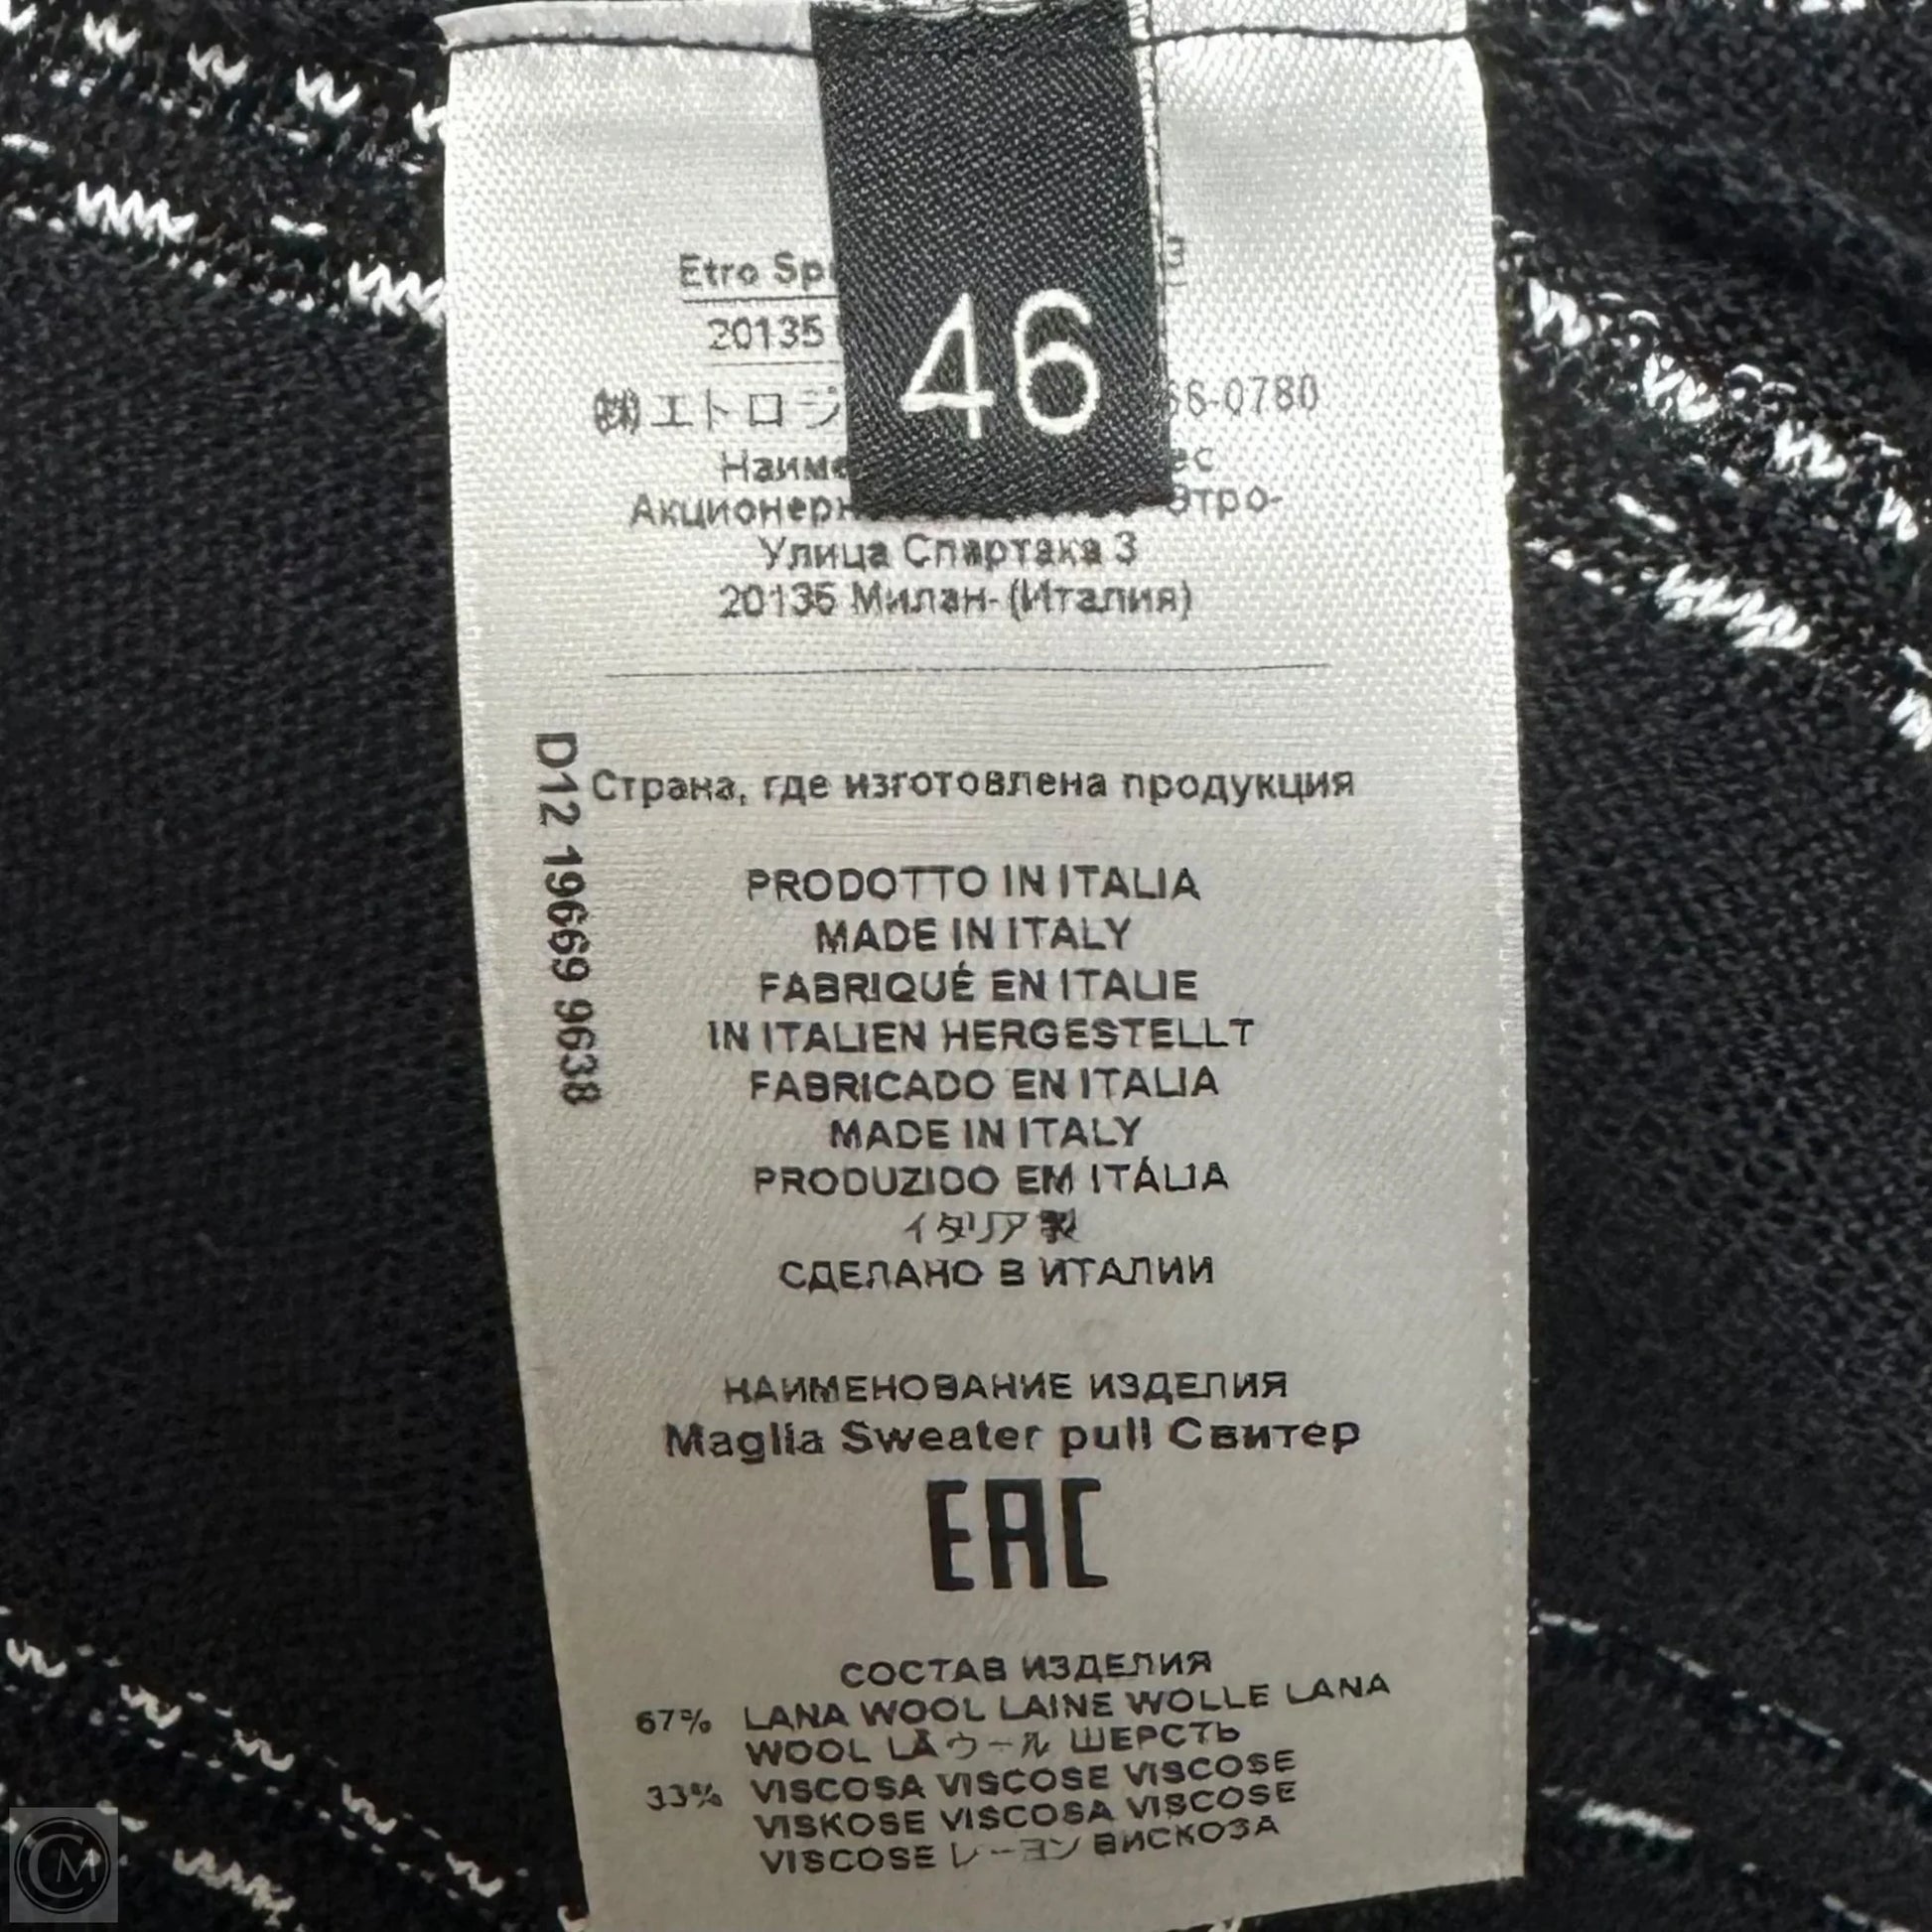 46
Etro
20135
66-0780
Улица Спартака 3
20135 Милан- (Италия)
D12 19669 9638
Страна, где изготовлена продукция
PRODOTTO IN ITALIA
MADE IN ITALY
FABRIQUÉ EN ITALIE
IN ITALIEN HERGESTELLT
FABRICADO EN ITALIA
MADE IN ITALY
PRODUZIDO EM ITÁLIA
イタリア製
СДЕЛАНО В ИТАЛИИ
НАИМЕНОВАНИЕ ИЗДЕЛИЯ
Maglia Sweater pull Свитер
EAC
СОСТАВ ИЗДЕЛИЯ
67% LANA WOOL LAINE WOLLE LANA
WOOL LÃ ウール ШЕРСТЬ
33% VISCOSA VISCOSE VISCOSE
VISKOSE VISCOSA VISCOSE
VISCOSE レーヨン ВИСКОЗА
CM